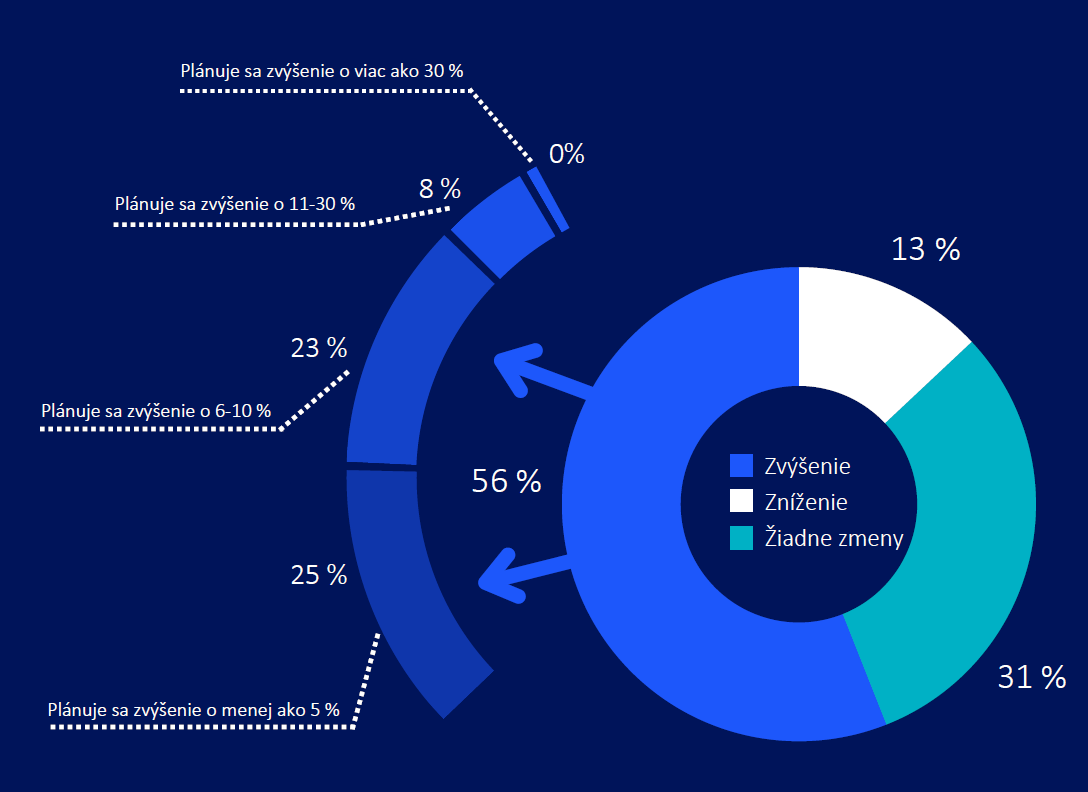 Plánuje sa zvýšenie o viac ako 30 %
0%
8 %
Plánuje sa zvýšenie o 11-30 %
23 %
Plánuje sa zvýšenie o 6-10 %
25 %
Plánuje sa zvýšenie o menej ako 5 %
56 %
13 %
Zvýšenie
Zníženie
Žiadne zmeny
31 %